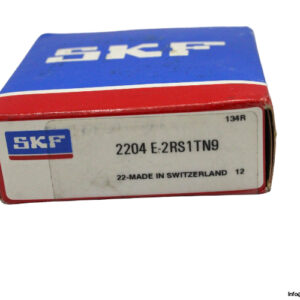 SKF
134R
SKF
2204 E-2RS1TN9
22-MADE IN SWITZERLAND 12